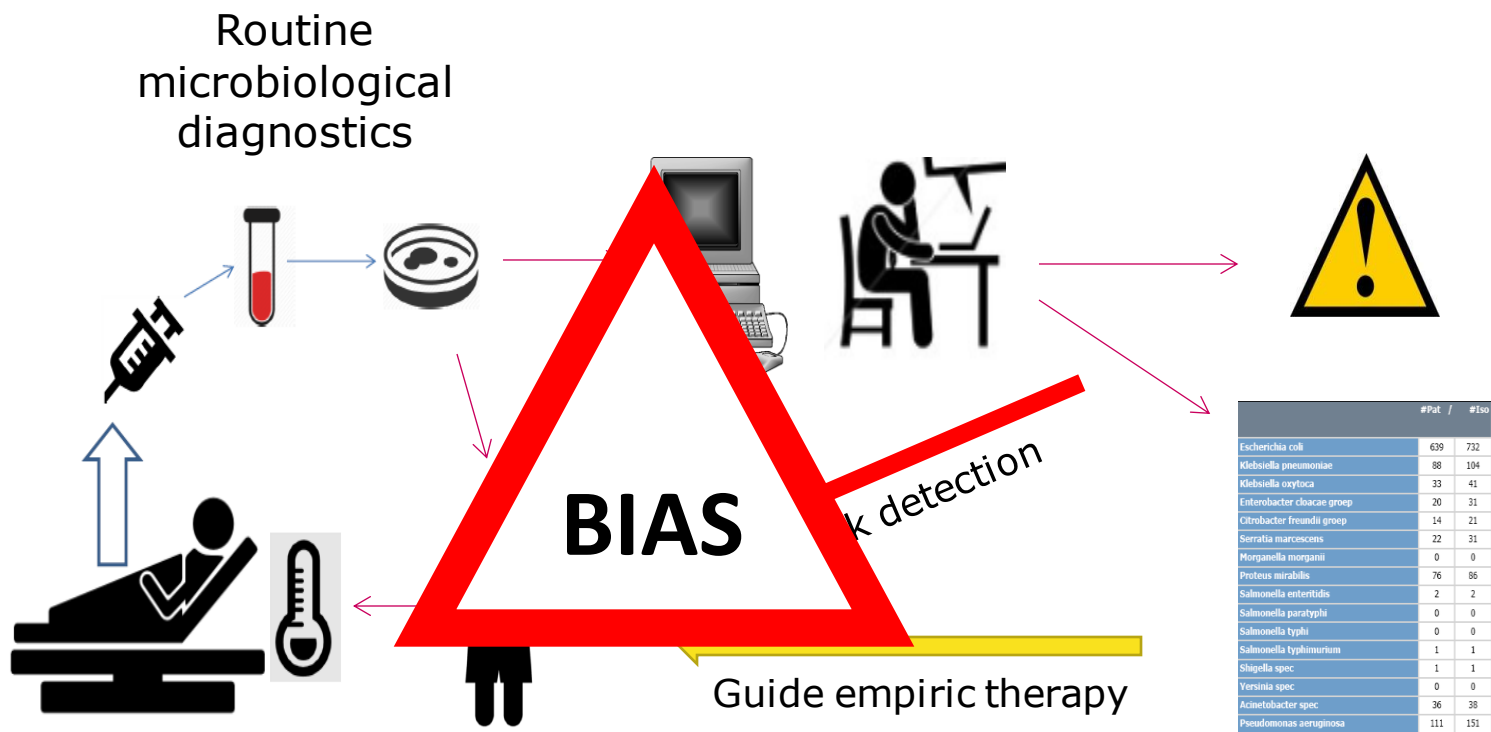 Routine
microbiological
diagnostics
BIAS
k detection
Guide empiric therapy
#Pat / #Iso
Escherichia coli 639 732
Klebsiella pneumoniae 88 104
Klebsiella oxytoca 33 41
Enterobacter cloacae groep 20 31
Citrobacter freundii groep 14 21
Serratia marcescens 22 31
Morganella morganii 0 0
Proteus mirabilis 76 86
Salmonella enteritidis 2 2
Salmonella paratyphi 0 0
Salmonella typhi 0 0
Salmonella typhimurium 1 1
Shigella spec 1 1
Yersinia spec 0 0
Acinetobacter spec 36 38
Pseudomonas aeruginosa 111 151